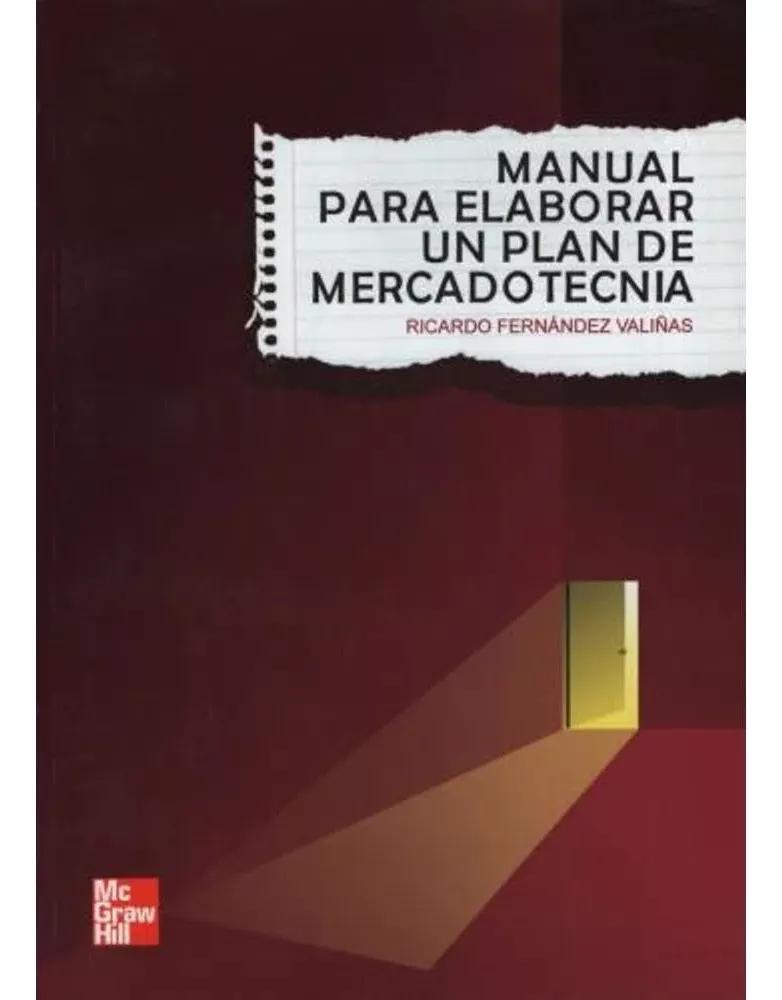 MANUAL
PARA ELABORAR
UN PLAN DE
MERCADOTECNIA
RICARDO FERNÁNDEZ VALIÑAS
Mc
Graw
Hill